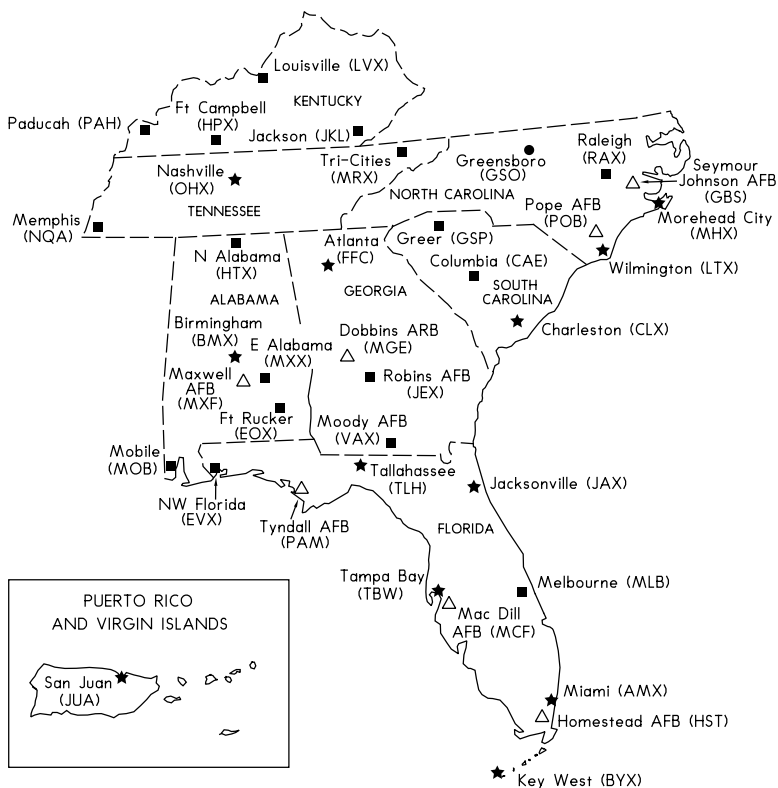 Louisville (LVX)
Ft Campbell
(HPX)
KENTUCKY
Paducah (PAH)
Jackson (JKL)
Tri-Cities
(MRX)
Greensboro
(GSO)
Raleigh
(RAX)
Seymour
Johnson AFB
(GBS)
Nashville
(OHX)
NORTH CAROLINA
TENNESSEE
Pope AFB
(POB)
Morehead City
(MHX)
Memphis
(NQA)
N Alabama
(HTX)
Atlanta
(FFC)
Greer (GSP)
Columbia (CAE)
Wilmington (LTX)
ALABAMA
GEORGIA
SOUTH
CAROLINA
Birmingham
(BMX)
E Alabama
(MXX)
Dobbins ARB
(MGE)
Charleston (CLX)
Maxwell
AFB
(MXF)
Robins AFB
(JEX)
Ft Rucker
(EOX)
Moody AFB
(VAX)
Mobile
(MOB)
Tallahassee
(TLH)
Jacksonville (JAX)
NW Florida
(EVX)
Tyndall AFB
(PAM)
FLORIDA
Tampa Bay
(TBW)
Melbourne (MLB)
Mac Dill
AFB (MCF)
PUERTO RICO
AND VIRGIN ISLANDS
San Juan
(JUA)
Miami (AMX)
Homestead AFB (HST)
Key West (BYX)